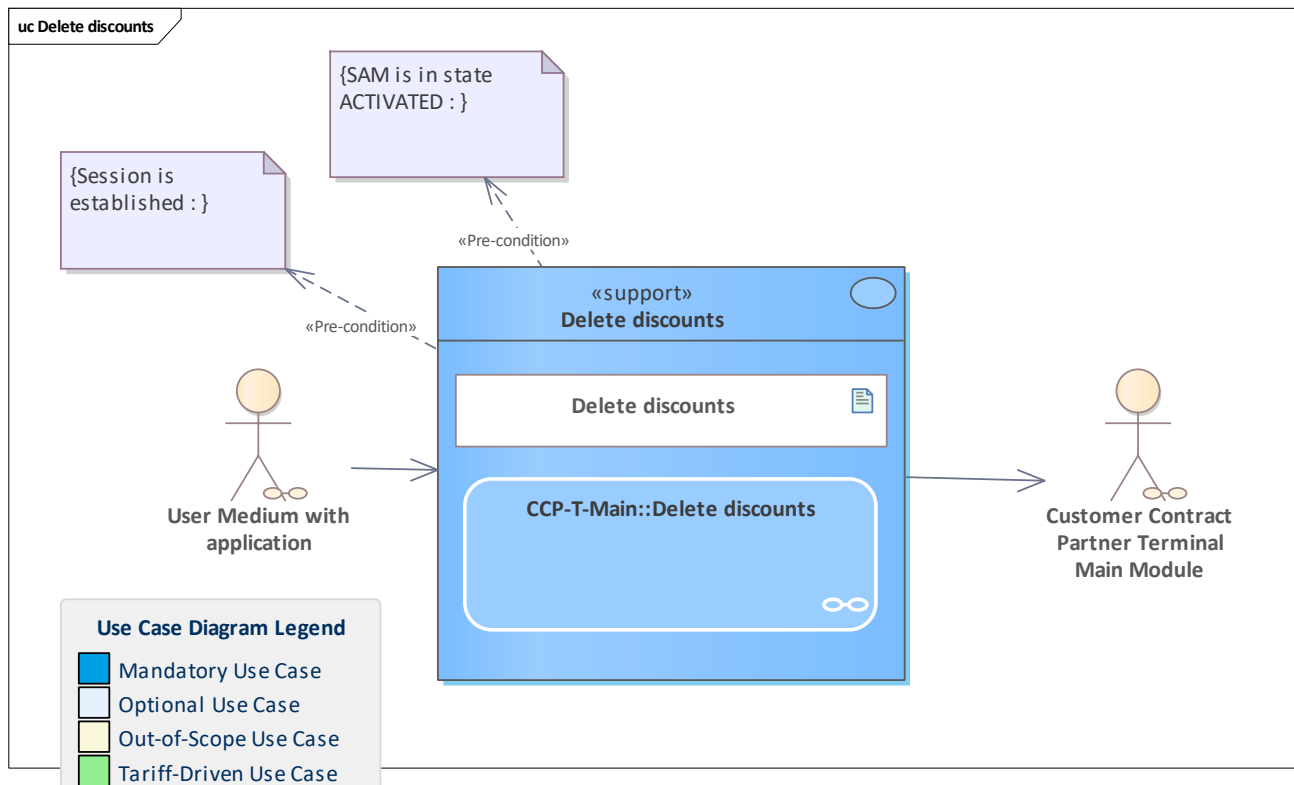 uc Delete discounts
{SAM is in state
ACTIVATED : }
{Session is
established : }
«Pre-condition»
«Pre-condition»
«support»
Delete discounts
Delete discounts
CCP-T-Main::Delete discounts
User Medium with
application
Customer Contract
Partner Terminal
Main Module
Use Case Diagram Legend
Mandatory Use Case
Optional Use Case
Out-of-Scope Use Case
Tariff-Driven Use Case